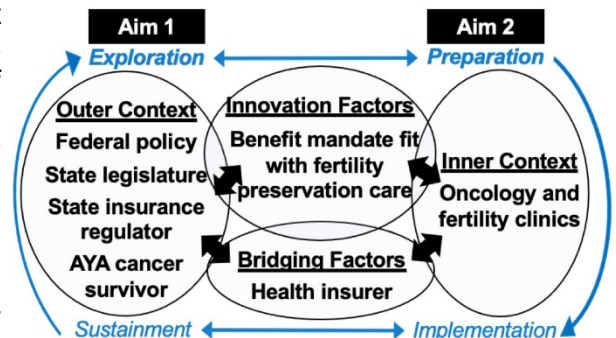 Aim 1
Aim 2
Exploration
Preparation
Outer Context
Federal policy
State legislature
State insurance
regulator
AYA cancer
survivor
Innovation Factors
Benefit mandate fit
with fertility
preservation care
Inner Context
Oncology and
fertility clinics
Bridging Factors
Health insurer
Sustainment
Implementation